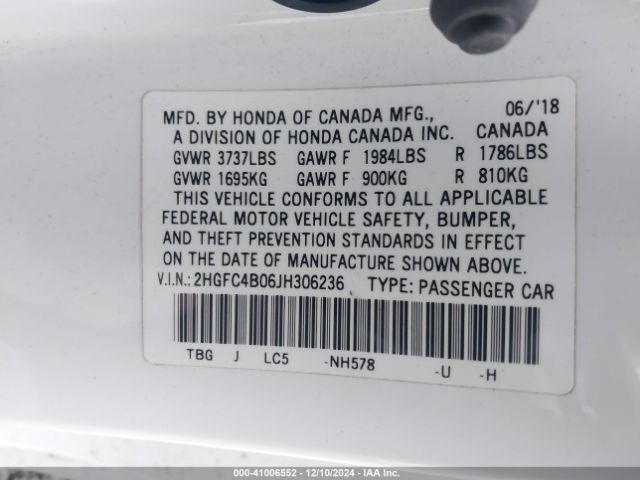 MFD. BY HONDA OF CANADA MFG., 06/'18
A DIVISION OF HONDA CANADA INC. CANADA
GVWR 3737LBS GAWR F 1984LBS R 1786LBS
GVWR 1695KG GAWR F 900KG R 810KG
THIS VEHICLE CONFORMS TO ALL APPLICABLE
FEDERAL MOTOR VEHICLE SAFETY, BUMPER,
AND THEFT PREVENTION STANDARDS IN EFFECT
ON THE DATE OF MANUFACTURE SHOWN ABOVE.
V.I.N.: 2HGFC4B06JH306236 TYPE: PASSENGER CAR
TBG J LC5 -NH578 -U -H
000-41006552 - 12/10/2024 - IAA Inc.